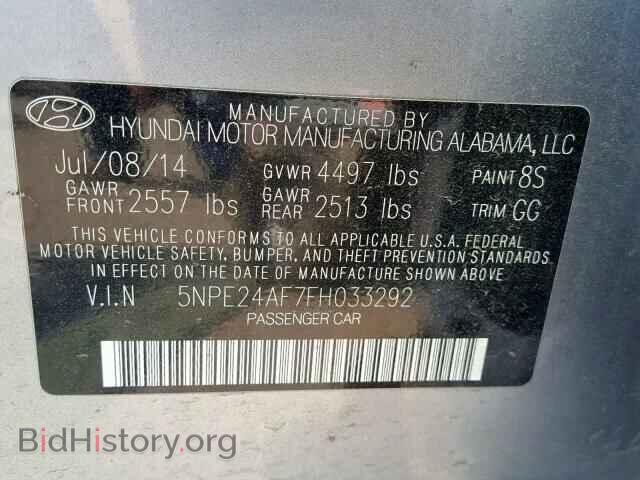 MANUFACTURED BY
HYUNDAI MOTOR MANUFACTURING ALABAMA, LLC
Jul/08/14 GVWR 4497 lbs PAINT 8S
GAWR FRONT 2557 lbs GAWR REAR 2513 lbs TRIM GG
THIS VEHICLE CONFORMS TO ALL APPLICABLE U.S.A. FEDERAL
MOTOR VEHICLE SAFETY, BUMPER, AND THEFT PREVENTION STANDARDS
IN EFFECT ON THE DATE OF MANUFACTURE SHOWN ABOVE
V.I.N 5NPE24AF7FH033292
PASSENGER CAR
BidHistory.org